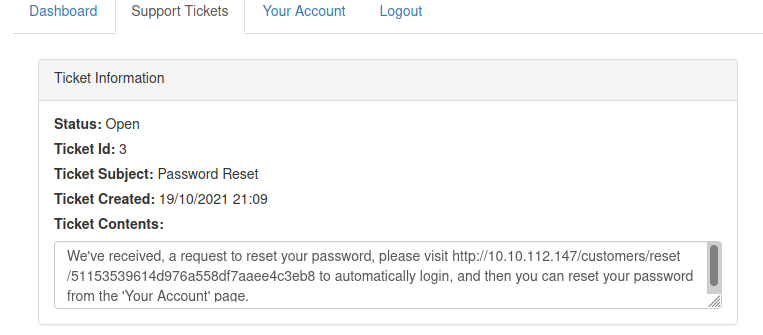 Dashboard Support Tickets Your Account Logout
Ticket Information
Status: Open
Ticket Id: 3
Ticket Subject: Password Reset
Ticket Created: 19/10/2021 21:09
Ticket Contents:
We've received, a request to reset your password, please visit http://10.10.112.147/customers/reset
/51153539614d976a558df7aaee4c3eb8 to automatically login, and then you can reset your password
from the 'Your Account' page.